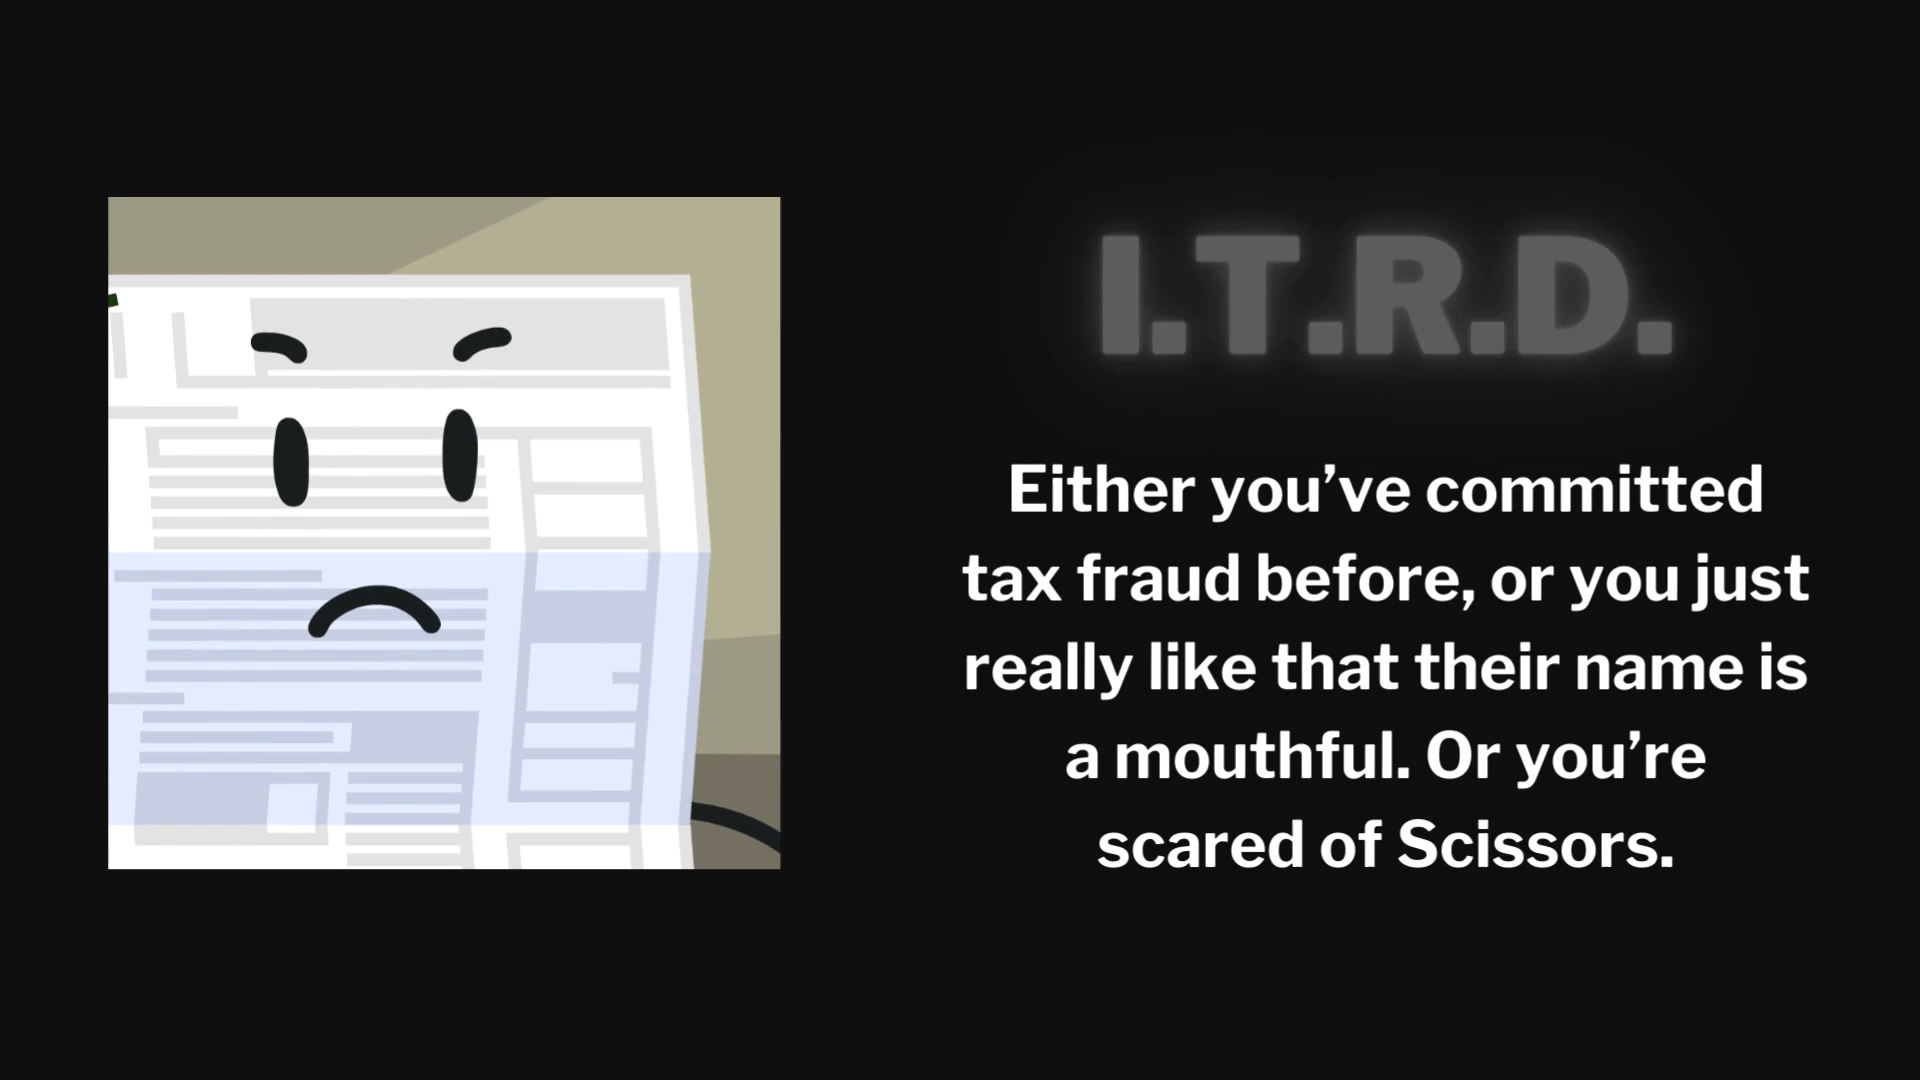 I.T.R.D.
Either you’ve committed
tax fraud before, or you just
really like that their name is
a mouthful. Or you’re
scared of Scissors.